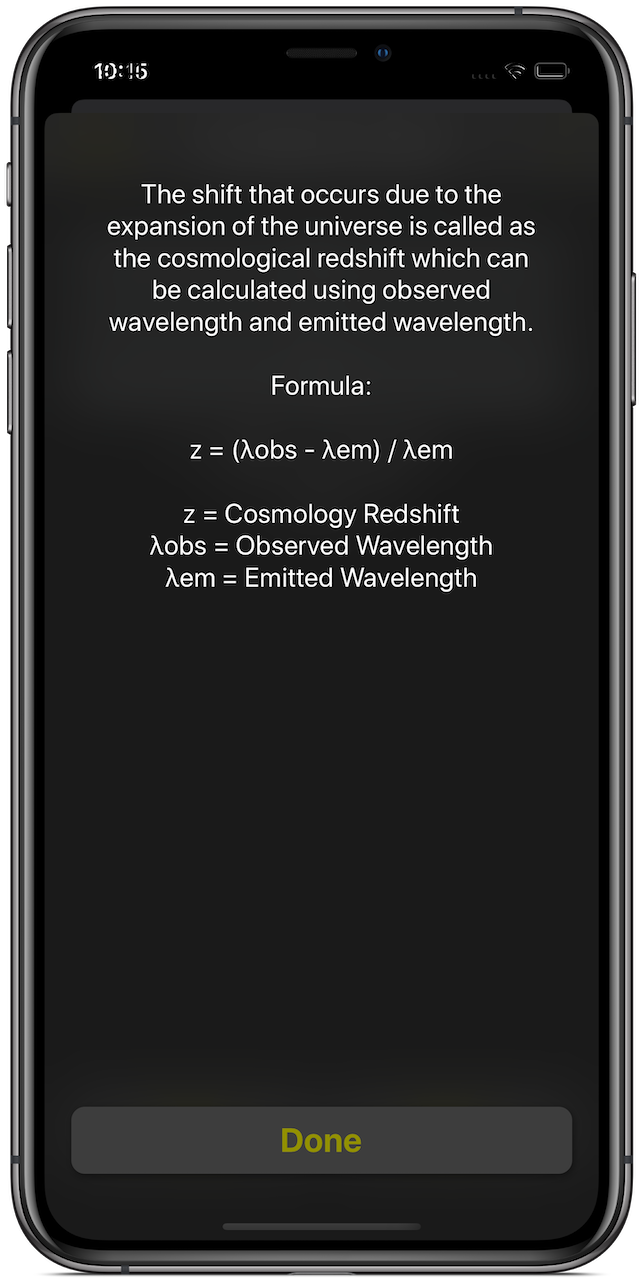 10:15
The shift that occurs due to the
expansion of the universe is called as
the cosmological redshift which can
be calculated using observed
wavelength and emitted wavelength.
Formula:
z = (λobs - λem) / λem
z = Cosmology Redshift
λobs = Observed Wavelength
λem = Emitted Wavelength
Done